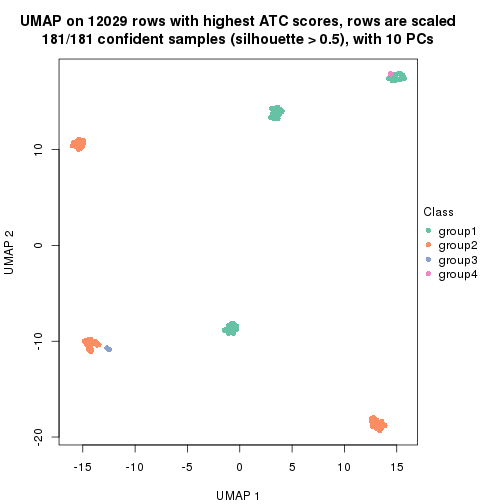 UMAP on 12029 rows with highest ATC scores, rows are scaled
181/181 confident samples (silhouette > 0.5), with 10 PCs
10
0
-10
-20
UMAP 2
-15
-10
-5
0
5
10
15
UMAP 1
Class
group1
group2
group3
group4